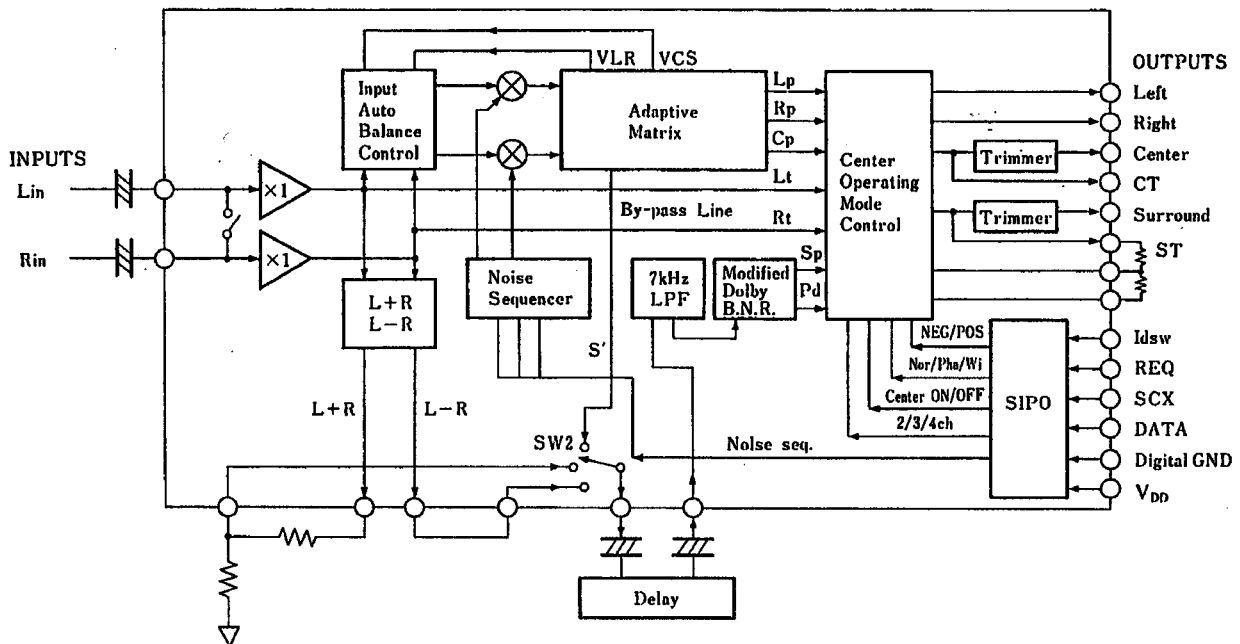 VLR
VCS
OUTPUTS
Input
Auto
Balance
Control
Adaptive
Matrix
Lp
Rp
Cp
Lt
Rt
Sp
Pd
Center
Operating
Mode
Control
Left
Right
Trimmer
Center
CT
Trimmer
Surround
ST
INPUTS
Lin
Rin
×1
×1
By-pass Line
L+R
L−R
Noise
Sequencer
7kHz
LPF
Modified
Dolby
B.N.R.
S'
NEG/POS
Nor/Pha/Wi
Center ON/OFF
2/3/4ch
SIPO
Idsw
REQ
SCX
DATA
Digital GND
VDD
L+R
L−R
SW2
Noise seq.
Delay